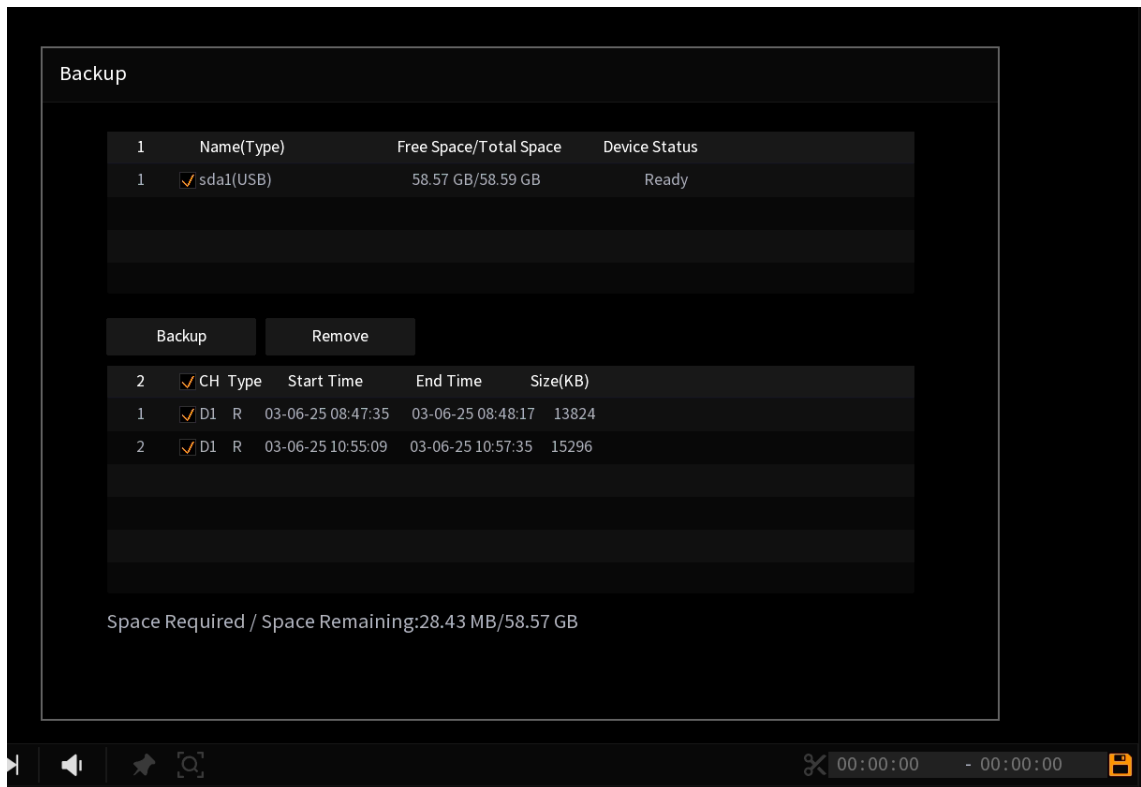 Backup
1 Name(Type) Free Space/Total Space Device Status
1 sda1(USB) 58.57 GB/58.59 GB Ready
Backup Remove
2 CH Type Start Time End Time Size(KB)
1 D1 R 03-06-25 08:47:35 03-06-25 08:48:17 13824
2 D1 R 03-06-25 10:55:09 03-06-25 10:57:35 15296
Space Required / Space Remaining:28.43 MB/58.57 GB
00:00:00 - 00:00:00